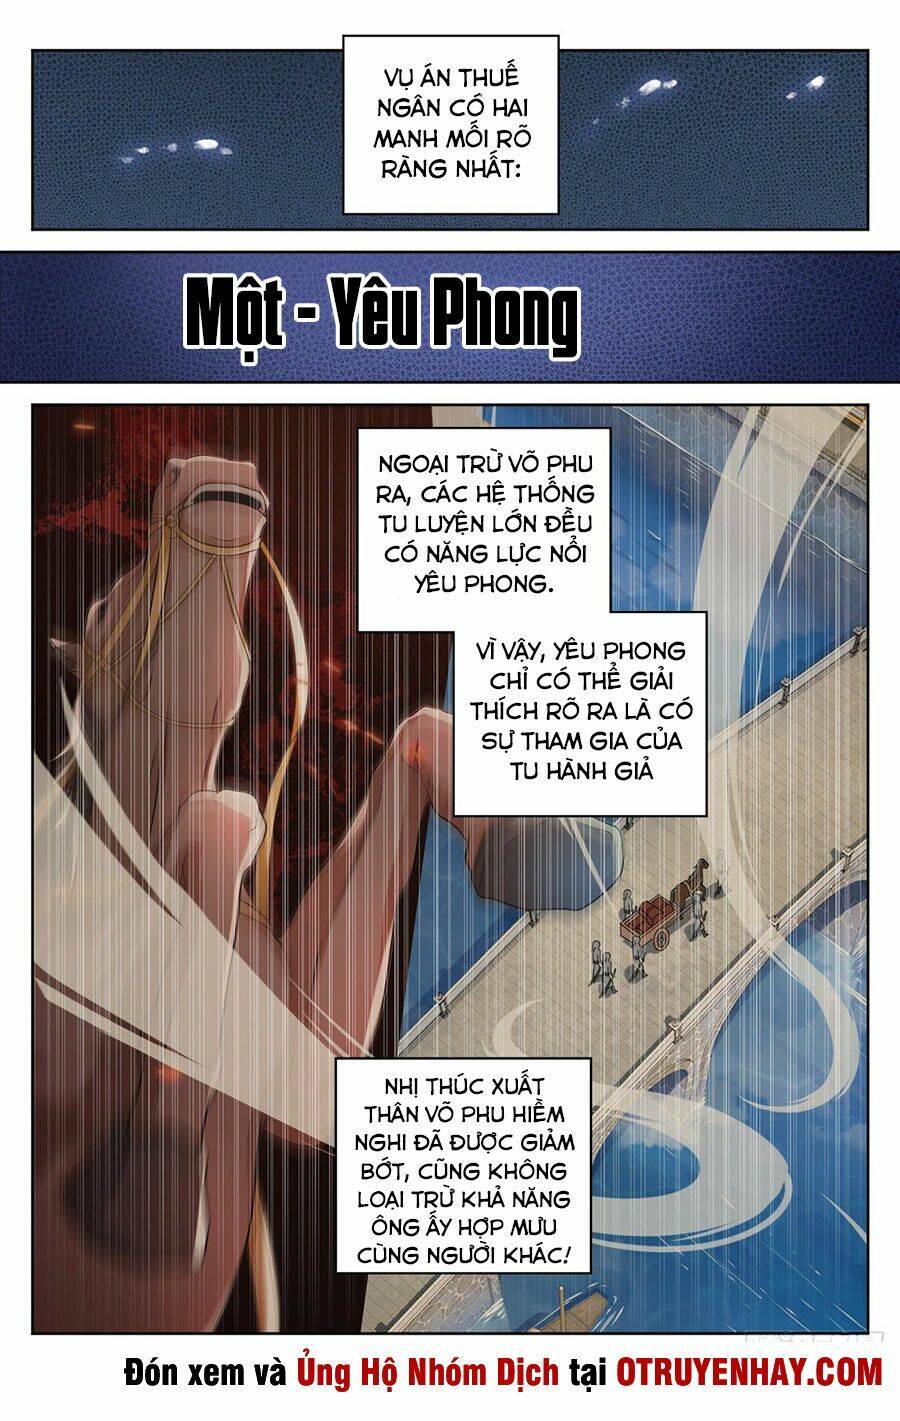 VỤ ÁN THUẾ
NGÂN CÓ HAI
MANH MỐI RÕ
RÀNG NHẤT:
Một - Yêu Phong
NGOẠI TRỪ VÕ PHU
RA, CÁC HỆ THỐNG
TU LUYỆN LỚN ĐỀU
CÓ NĂNG LỰC NỔI
YÊU PHONG.
VÌ VẬY, YÊU PHONG
CHỈ CÓ THỂ GIẢI
THÍCH RÕ RA LÀ CÓ
SỰ THAM GIA CỦA
TU HÀNH GIẢ
NHỊ THÚC XUẤT
THÂN VÕ PHU HIỀM
NGHI ĐÃ ĐƯỢC GIẢM
BỚT, CŨNG KHÔNG
LOẠI TRỪ KHẢ NĂNG
ÔNG ẤY HỢP MƯU
CÙNG NGƯỜI KHÁC!
Đón xem và Ủng Hộ Nhóm Dịch tại OTRUYENHAY.COM